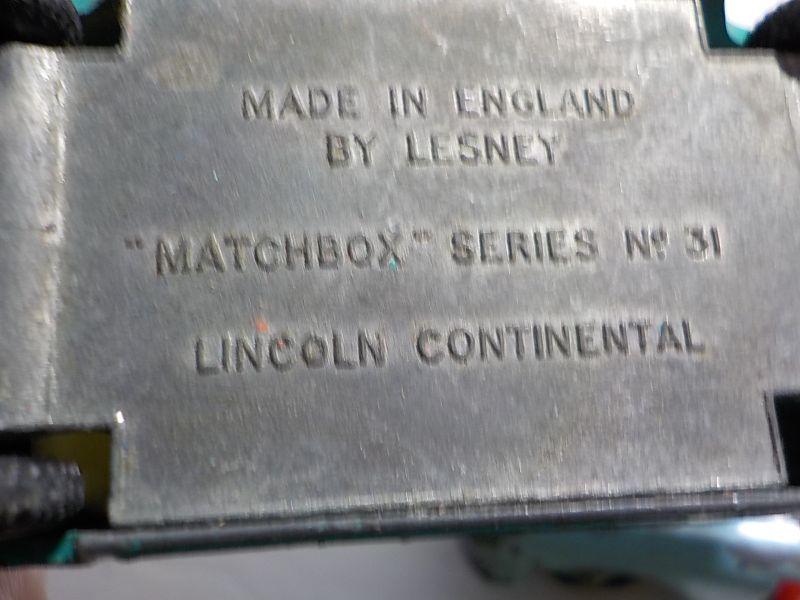 MADE IN ENGLAND
BY LESNEY
"MATCHBOX" SERIES Nº 31
LINCOLN CONTINENTAL